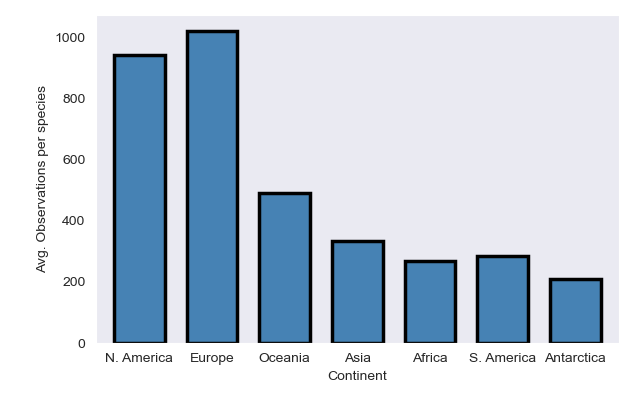 1000
800
600
400
200
0
Avg. Observations per species
N. America Europe Oceania Asia Africa S. America Antarctica
Continent